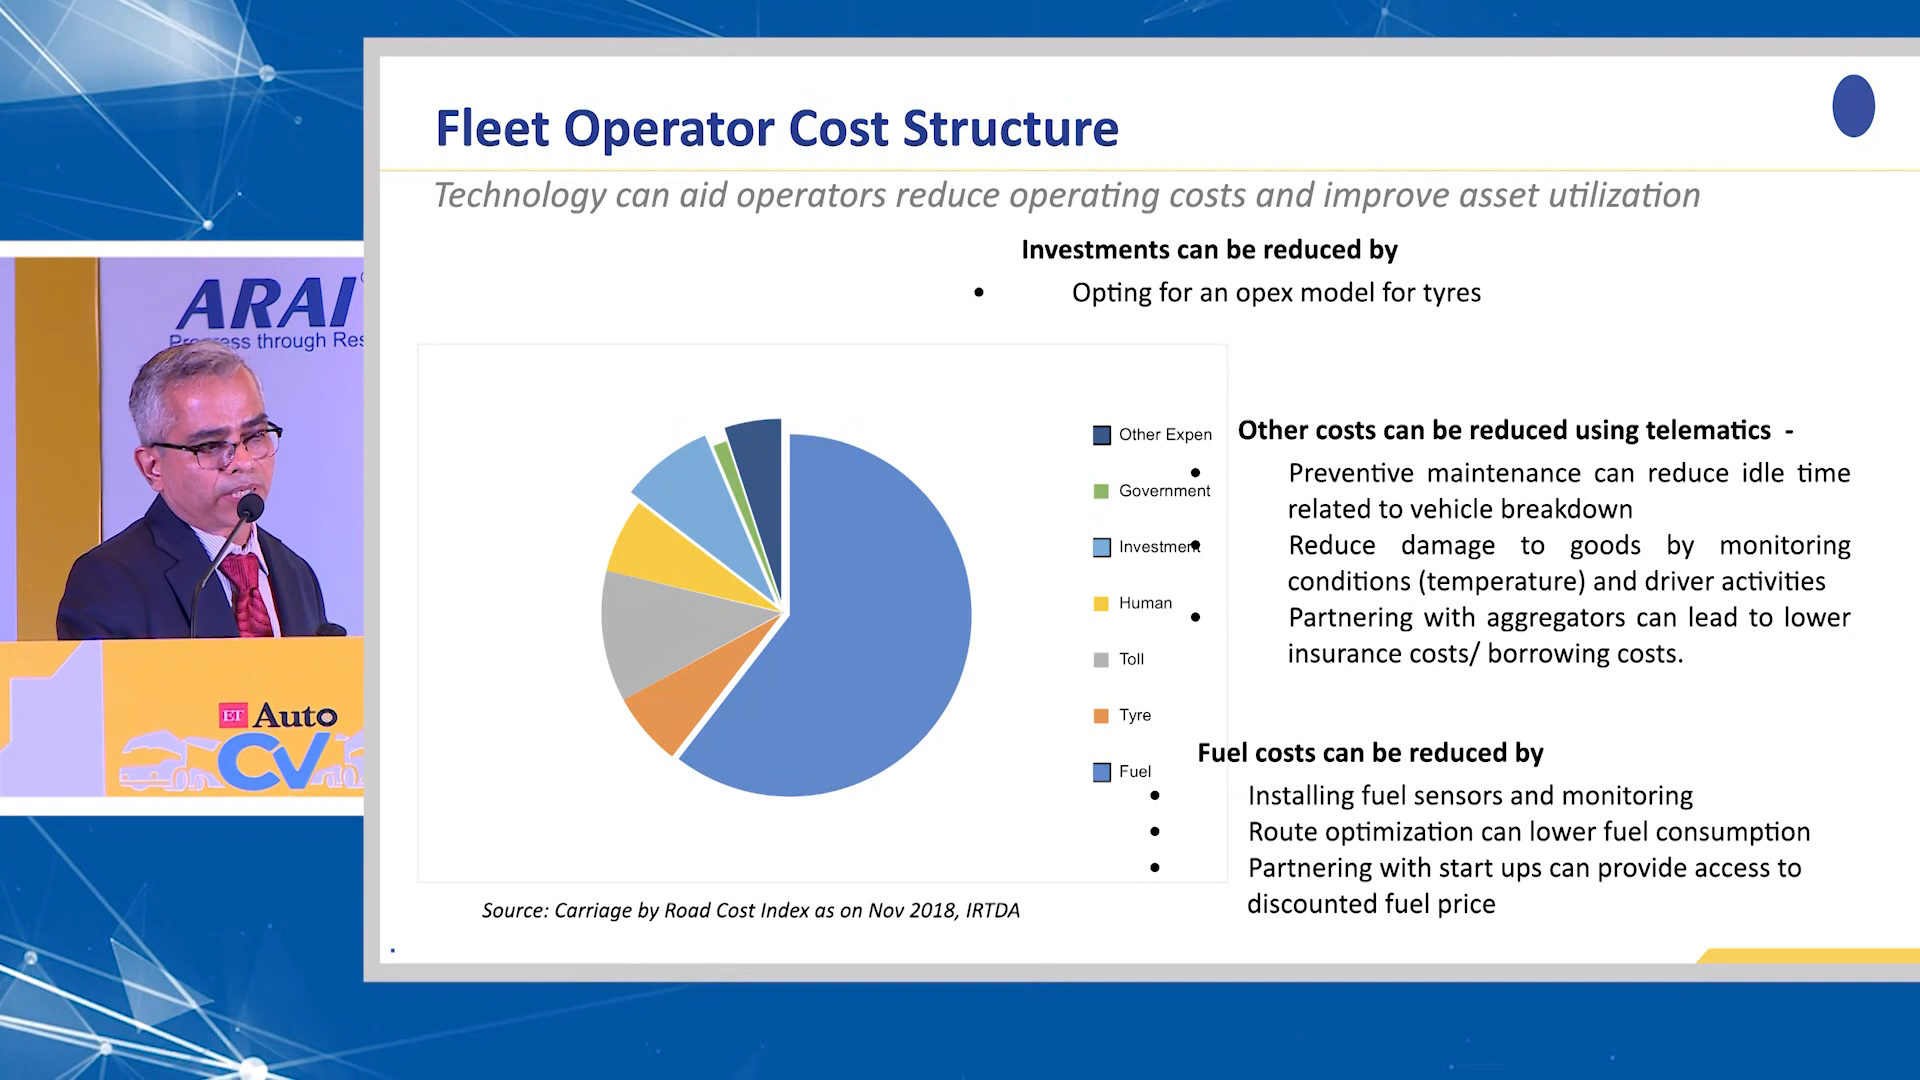 Fleet Operator Cost Structure
Technology can aid operators reduce operating costs and improve asset utilization
Investments can be reduced by
• Opting for an opex model for tyres
Other Expen
Government
Investment
Human
Toll
Tyre
Fuel
Source: Carriage by Road Cost Index as on Nov 2018, IRTDA
Other costs can be reduced using telematics -
• Preventive maintenance can reduce idle time
related to vehicle breakdown
• Reduce damage to goods by monitoring
conditions (temperature) and driver activities
• Partnering with aggregators can lead to lower
insurance costs/ borrowing costs.
Fuel costs can be reduced by
• Installing fuel sensors and monitoring
• Route optimization can lower fuel consumption
• Partnering with start ups can provide access to
discounted fuel price
ARAI
Progress through Res
ET Auto
CV